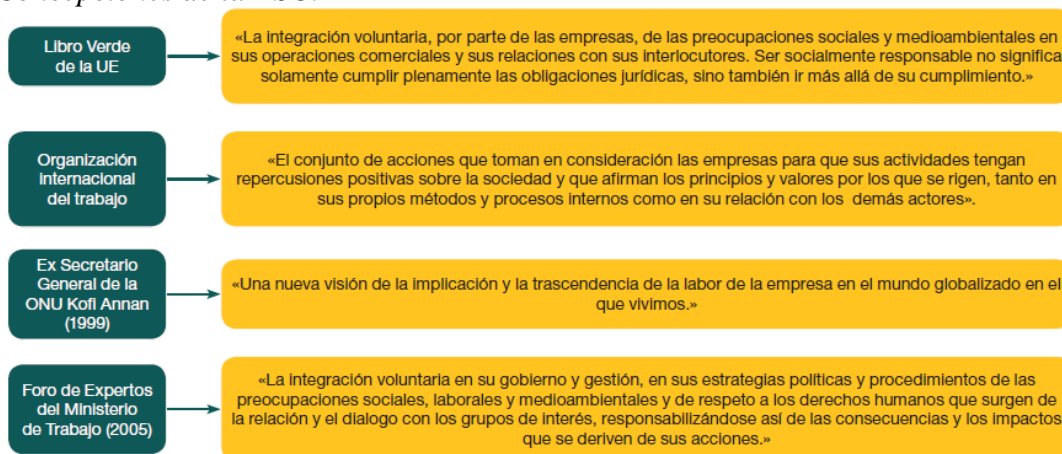 Libro Verde
de la UE
«La integración voluntaria, por parte de las empresas, de las preocupaciones sociales y medioambientales en
sus operaciones comerciales y sus relaciones con sus interlocutores. Ser socialmente responsable no significa
solamente cumplir plenamente las obligaciones jurídicas, sino también ir más allá de su cumplimiento.»
Organización
internacional
del trabajo
«El conjunto de acciones que toman en consideración las empresas para que sus actividades tengan
repercusiones positivas sobre la sociedad y que afirman los principios y valores por los que se rigen, tanto en
sus propios métodos y procesos internos como en su relación con los demás actores».
Ex Secretario
General de la
ONU Kofi Annan
(1999)
«Una nueva visión de la implicación y la trascendencia de la labor de la empresa en el mundo globalizado en el
que vivimos.»
Foro de Expertos
del Ministerio
de Trabajo (2005)
«La integración voluntaria en su gobierno y gestión, en sus estrategias políticas y procedimientos de las
preocupaciones sociales, laborales y medioambientales y de respeto a los derechos humanos que surgen de
la relación y el dialogo con los grupos de interés, responsabilizándose así de las consecuencias y los impactos
que se deriven de sus acciones.»